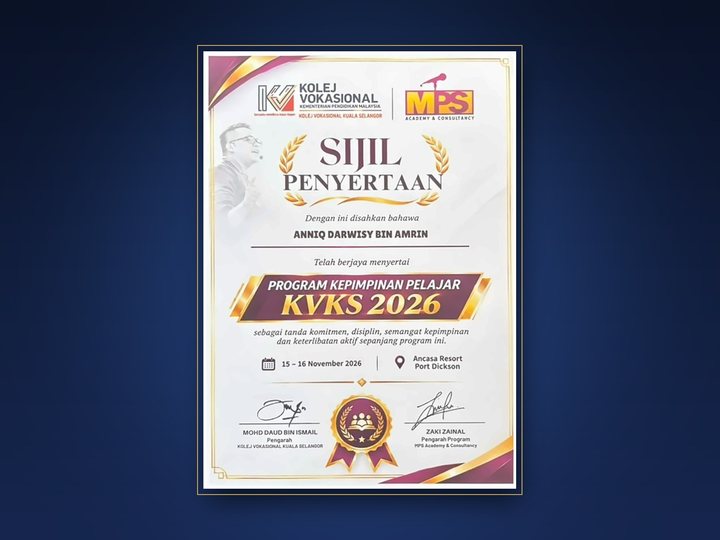 KOLEJ
VOKASIONAL
KEMENTERIAN PENDIDIKAN MALAYSIA
KOLEJ VOKASIONAL KUALA SELANGOR
MPS
ACADEMY & CONSULTANCY
SIJIL
PENYERTAAN
Dengan ini disahkan bahawa
ANNIQ DARWISY BIN AMRIN
Telah berjaya menyertai
PROGRAM KEPIMPINAN PELAJAR
KVKS 2026
sebagai tanda komitmen, disiplin, semangat kepimpinan
dan keterlibatan aktif sepanjang program ini.
15 – 16 November 2026
Ancasa Resort
Port Dickson
MOHD DAUD BIN ISMAIL
Pengarah
KOLEJ VOKASIONAL KUALA SELANGOR
ZAKI ZAINAL
Pengarah Program
MPS Academy & Consultancy